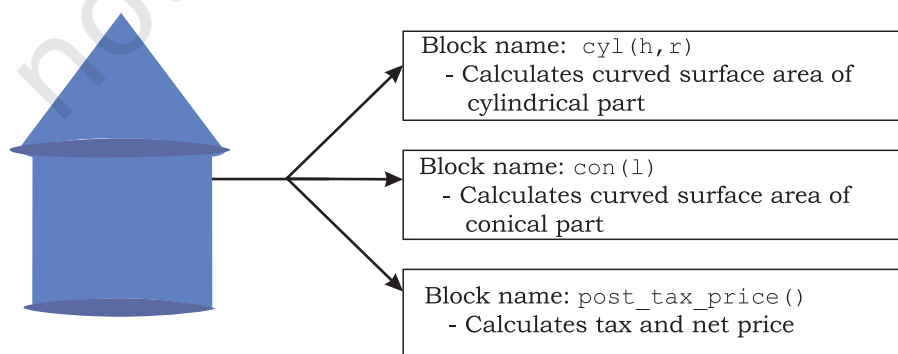 Block name: cyl(h,r)
- Calculates curved surface area of
cylindrical part
Block name: con(l)
- Calculates curved surface area of
conical part
Block name: post_tax_price()
- Calculates tax and net price